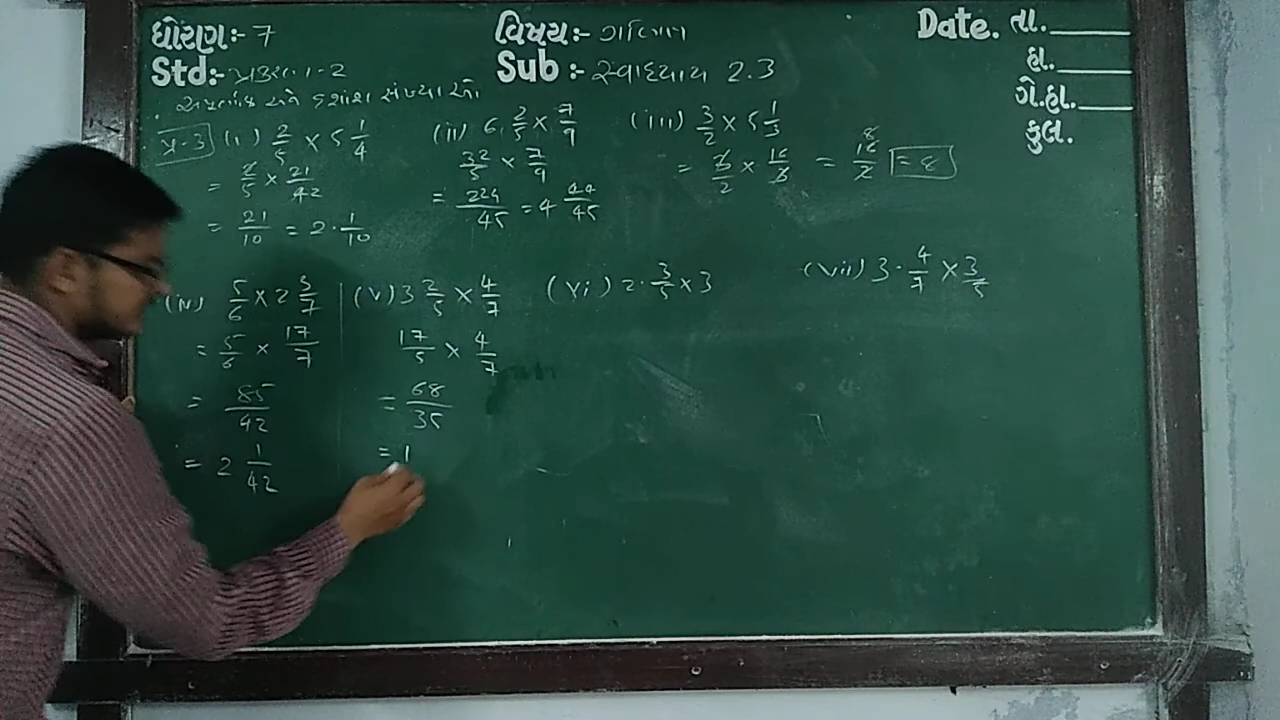 ધોરણ:- 7 વિષય:- ગણિત Date. તા.
Std:- પ્રકરણ-2 Sub:- સ્વાધ્યાય 2.3 હા.
અપૂર્ણાંક અને દશાંશ સંખ્યાઓ ગે.હા.
કુલ.
પ્ર-3 (i) 2/5 × 5 1/4 (ii) 6 2/5 × 7/9 (iii) 3/2 × 5 1/3
= 2/5 × 21/42 32/5 × 7/9 = 3/2 × 16/3 = 16/2 8 = 8
= 21/10 = 2 · 1/10 = 224/45 = 4 44/45
(iv) 5/6 × 2 3/7 (v) 3 2/5 × 4/7 (vi) 2 · 3/5 × 3 (vii) 3 · 4/7 × 3/5
= 5/6 × 17/7 17/5 × 4/7
= 85/42 = 68/35
= 2 1/42 = 1